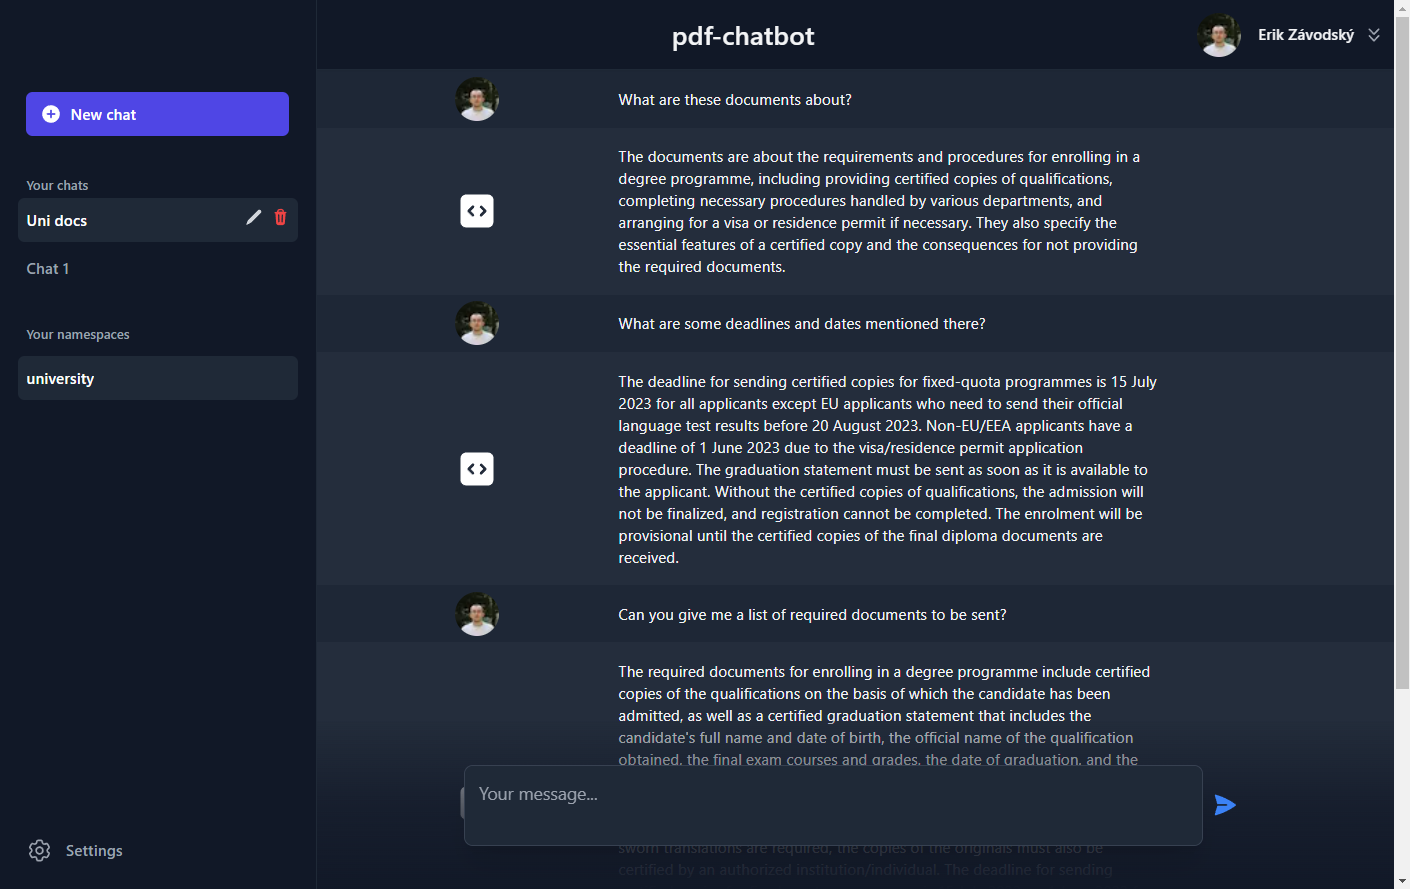 pdf-chatbot
Erik Závodský
New chat
Your chats
Uni docs
Chat 1
Your namespaces
university
Settings
What are these documents about?
The documents are about the requirements and procedures for enrolling in a
degree programme, including providing certified copies of qualifications,
completing necessary procedures handled by various departments, and
arranging for a visa or residence permit if necessary. They also specify the
essential features of a certified copy and the consequences for not providing
the required documents.
What are some deadlines and dates mentioned there?
The deadline for sending certified copies for fixed-quota programmes is 15 July
2023 for all applicants except EU applicants who need to send their official
language test results before 20 August 2023. Non-EU/EEA applicants have a
deadline of 1 June 2023 due to the visa/residence permit application
procedure. The graduation statement must be sent as soon as it is available to
the applicant. Without the certified copies of qualifications, the admission will
not be finalized, and registration cannot be completed. The enrolment will be
provisional until the certified copies of the final diploma documents are
received.
Can you give me a list of required documents to be sent?
The required documents for enrolling in a degree programme include certified
copies of the qualifications on the basis of which the candidate has been
admitted, as well as a certified graduation statement that includes the
candidate's full name and date of birth, the official name of the qualification
obtained, the final exam courses and grades, the date of graduation, and the
Your message...
sworn translations are required, the copies of the originals must also be
certified by an authorized institution/individual. The deadline for sending